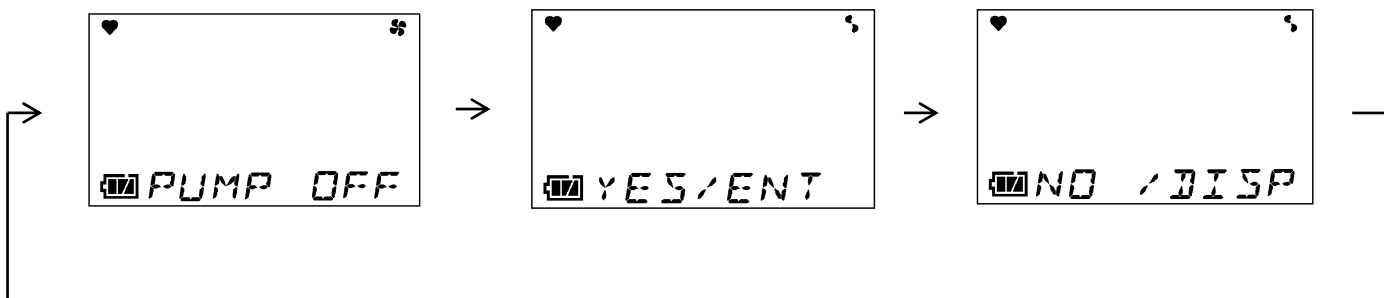 PUMP OFF
YES/ENT
NO /DISP